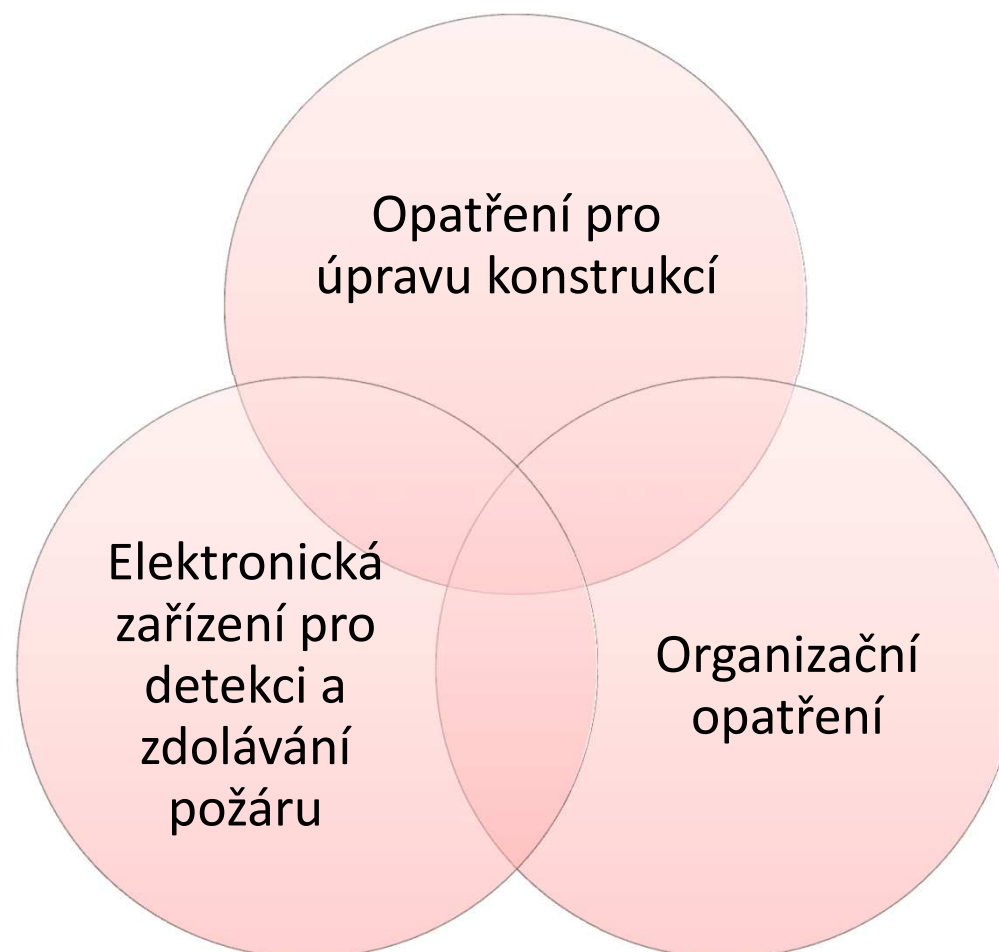 Opatření pro
úpravu konstrukcí
Elektronická
zařízení pro
detekci a
zdolávání
požáru
Organizační
opatření